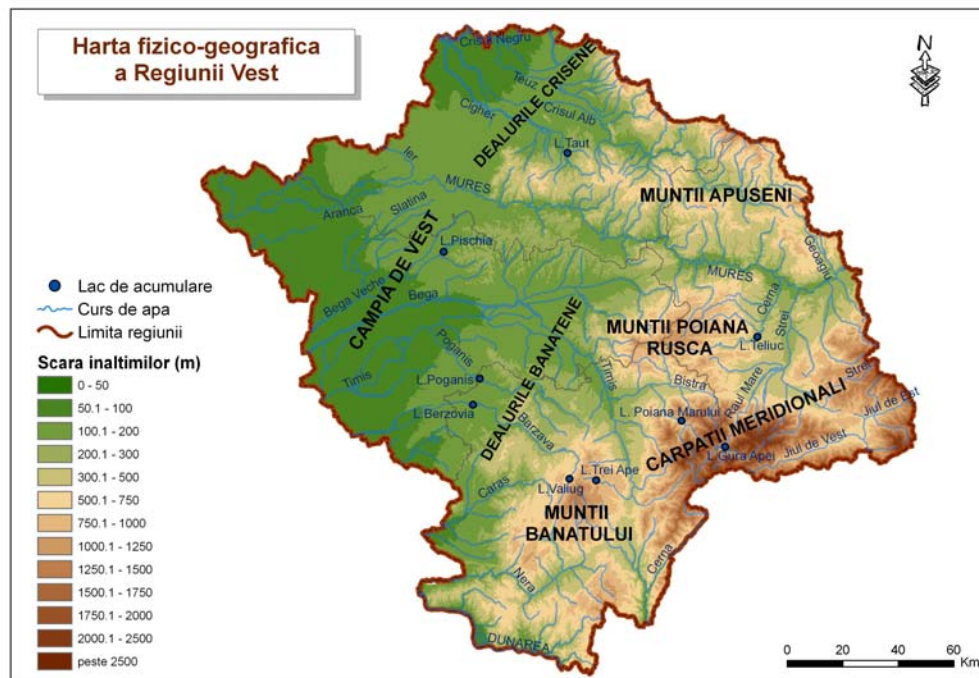 Harta fizico-geografica
a Regiunii Vest
N
Crisul Negru
Teuz
DEALURILE CRISENE
Cigher
Crisul Alb
L.Taut
Ier
MURES
MUNTII APUSENI
Aranca
Slatina
CAMPIA DE VEST
L.Pischia
Geoagiu
MURES
Bega Veche
Bega
Cerna
Strei
MUNTII POIANA
RUSCA
L.Teliuc
DEALURILE BANATENE
Poganis
Timis
Timis
Bistra
Raul Mare
Strei
L.Poganis
L.Berzovia
Barzava
L. Poiana Marului
CARPATII MERIDIONALI
Jiul de Est
Jiul de Vest
L.Gura Apei
Caras
L.Trei Ape
L.Valiug
MUNTII
BANATULUI
Nera
Cerna
DUNAREA
Lac de acumulare
Curs de apa
Limita regiunii
Scara inaltimilor (m)
0 - 50
50.1 - 100
100.1 - 200
200.1 - 300
300.1 - 500
500.1 - 750
750.1 - 1000
1000.1 - 1250
1250.1 - 1500
1500.1 - 1750
1750.1 - 2000
2000.1 - 2500
peste 2500
0 10 20 40 60
Km